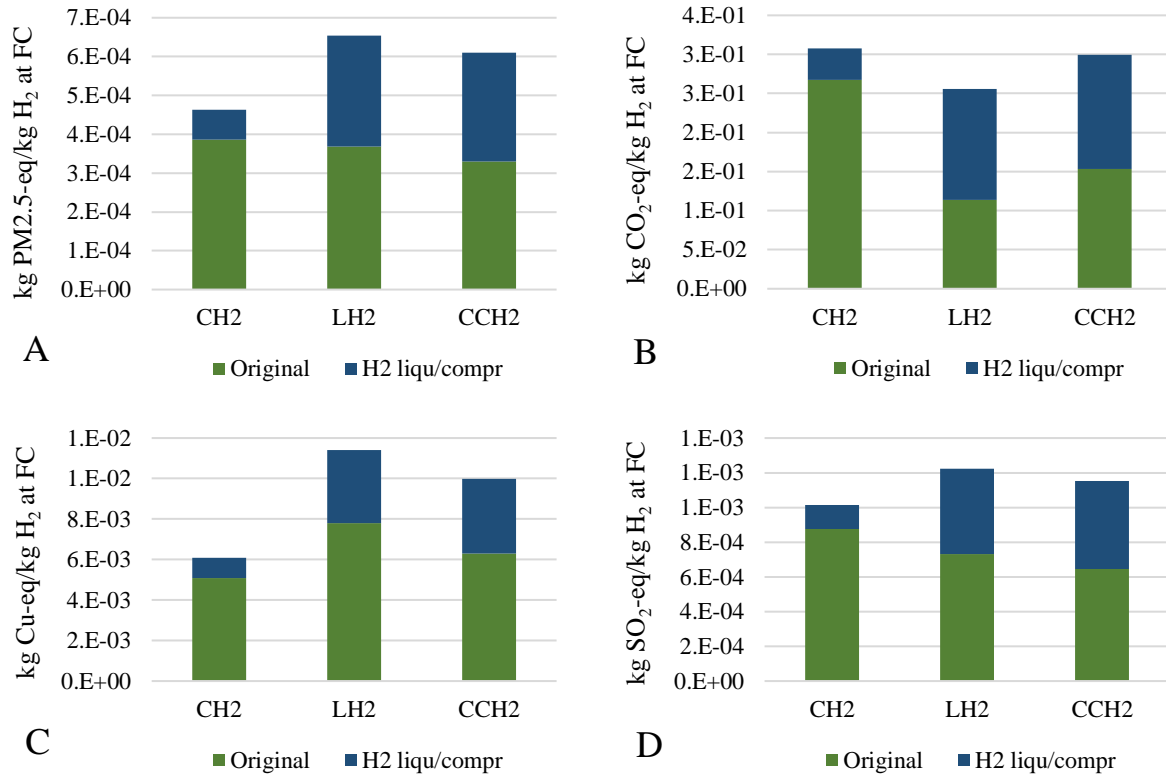 kg PM2.5-eq/kg H₂ at FC
7.E-04
6.E-04
5.E-04
4.E-04
3.E-04
2.E-04
1.E-04
0.E+00
CH2 LH2 CCH2
A
Original H2 liqu/compr
kg CO₂-eq/kg H₂ at FC
4.E-01
3.E-01
3.E-01
2.E-01
2.E-01
1.E-01
5.E-02
0.E+00
CH2 LH2 CCH2
B
Original H2 liqu/compr
kg Cu-eq/kg H₂ at FC
1.E-02
1.E-02
8.E-03
6.E-03
4.E-03
2.E-03
0.E+00
CH2 LH2 CCH2
C
Original H2 liqu/compr
kg SO₂-eq/kg H₂ at FC
1.E-03
1.E-03
1.E-03
8.E-04
6.E-04
4.E-04
2.E-04
0.E+00
CH2 LH2 CCH2
D
Original H2 liqu/compr